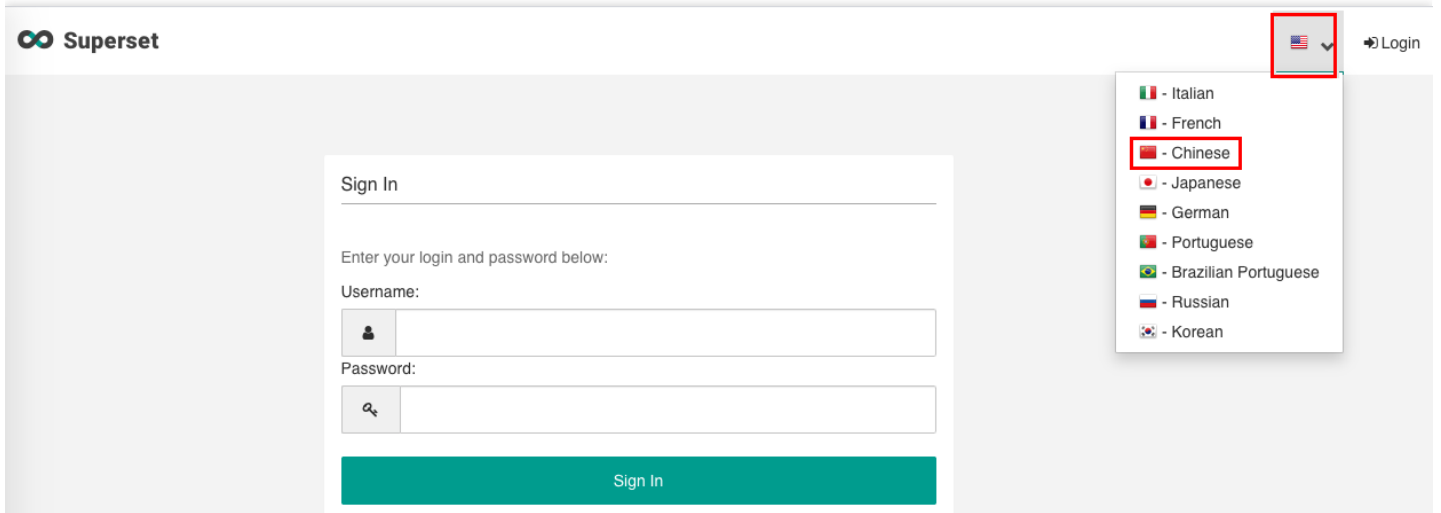 Superset
Login
- Italian
- French
- Chinese
- Japanese
- German
- Portuguese
- Brazilian Portuguese
- Russian
- Korean
Sign In
Enter your login and password below:
Username:
Password:
Sign In